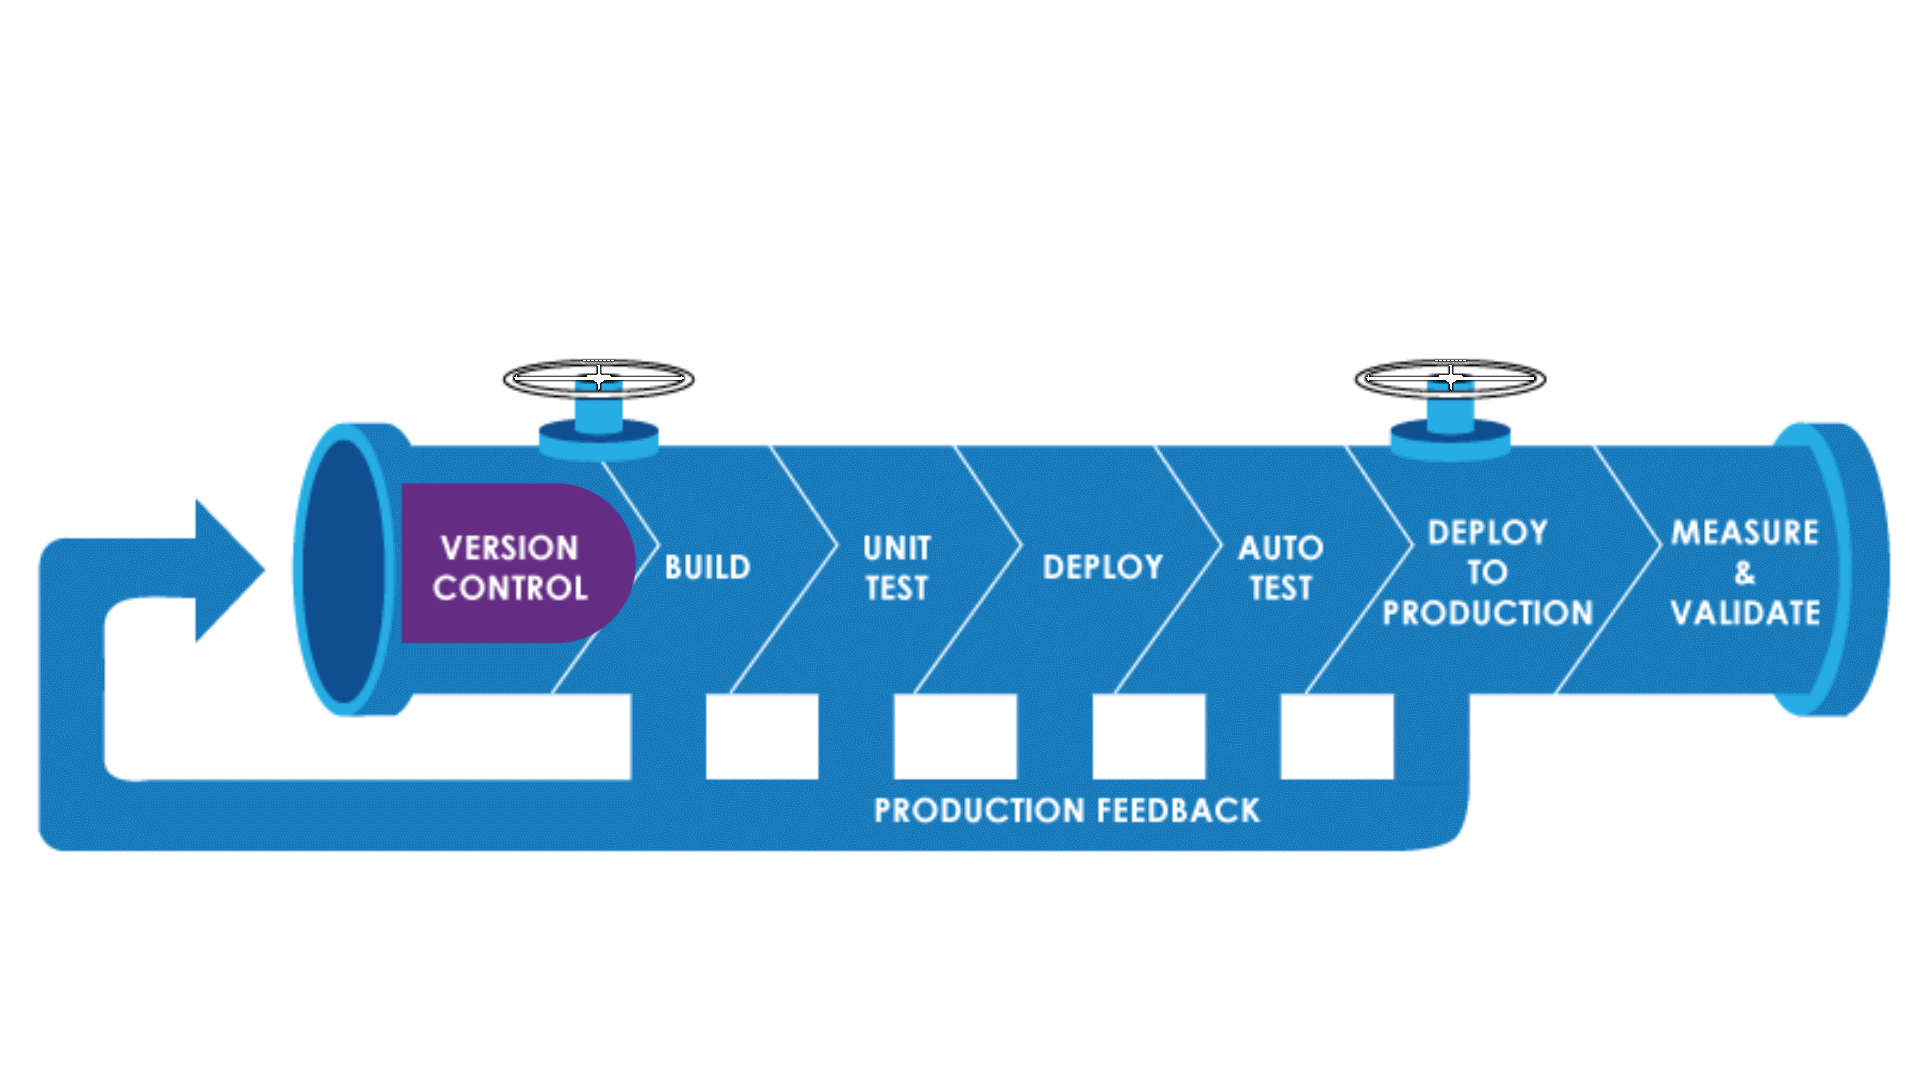 VERSION
CONTROL
BUILD
UNIT
TEST
DEPLOY
AUTO
TEST
DEPLOY
TO
PRODUCTION
MEASURE
&
VALIDATE
PRODUCTION FEEDBACK